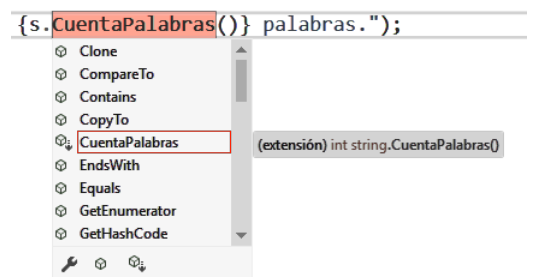 {s.CuentaPalabras()} palabras.");
Clone
CompareTo
Contains
CopyTo
CuentaPalabras (extensión) int string.CuentaPalabras()
EndsWith
Equals
GetEnumerator
GetHashCode